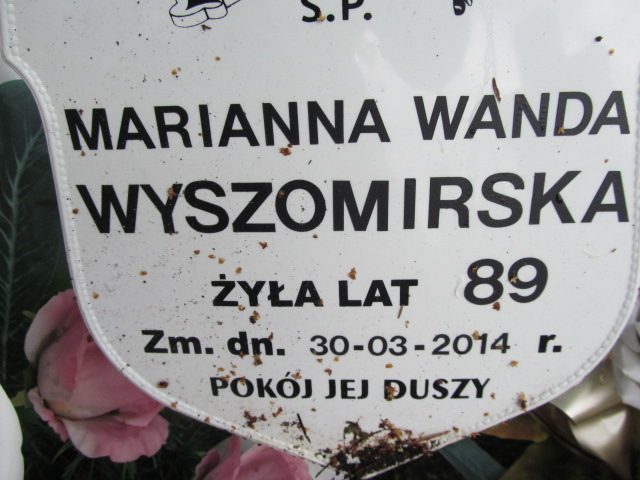 Ś.P.
MARIANNA WANDA
WYSZOMIRSKA
ŻYŁA LAT 89
Zm. dn. 30-03-2014 r.
POKÓJ JEJ DUSZY